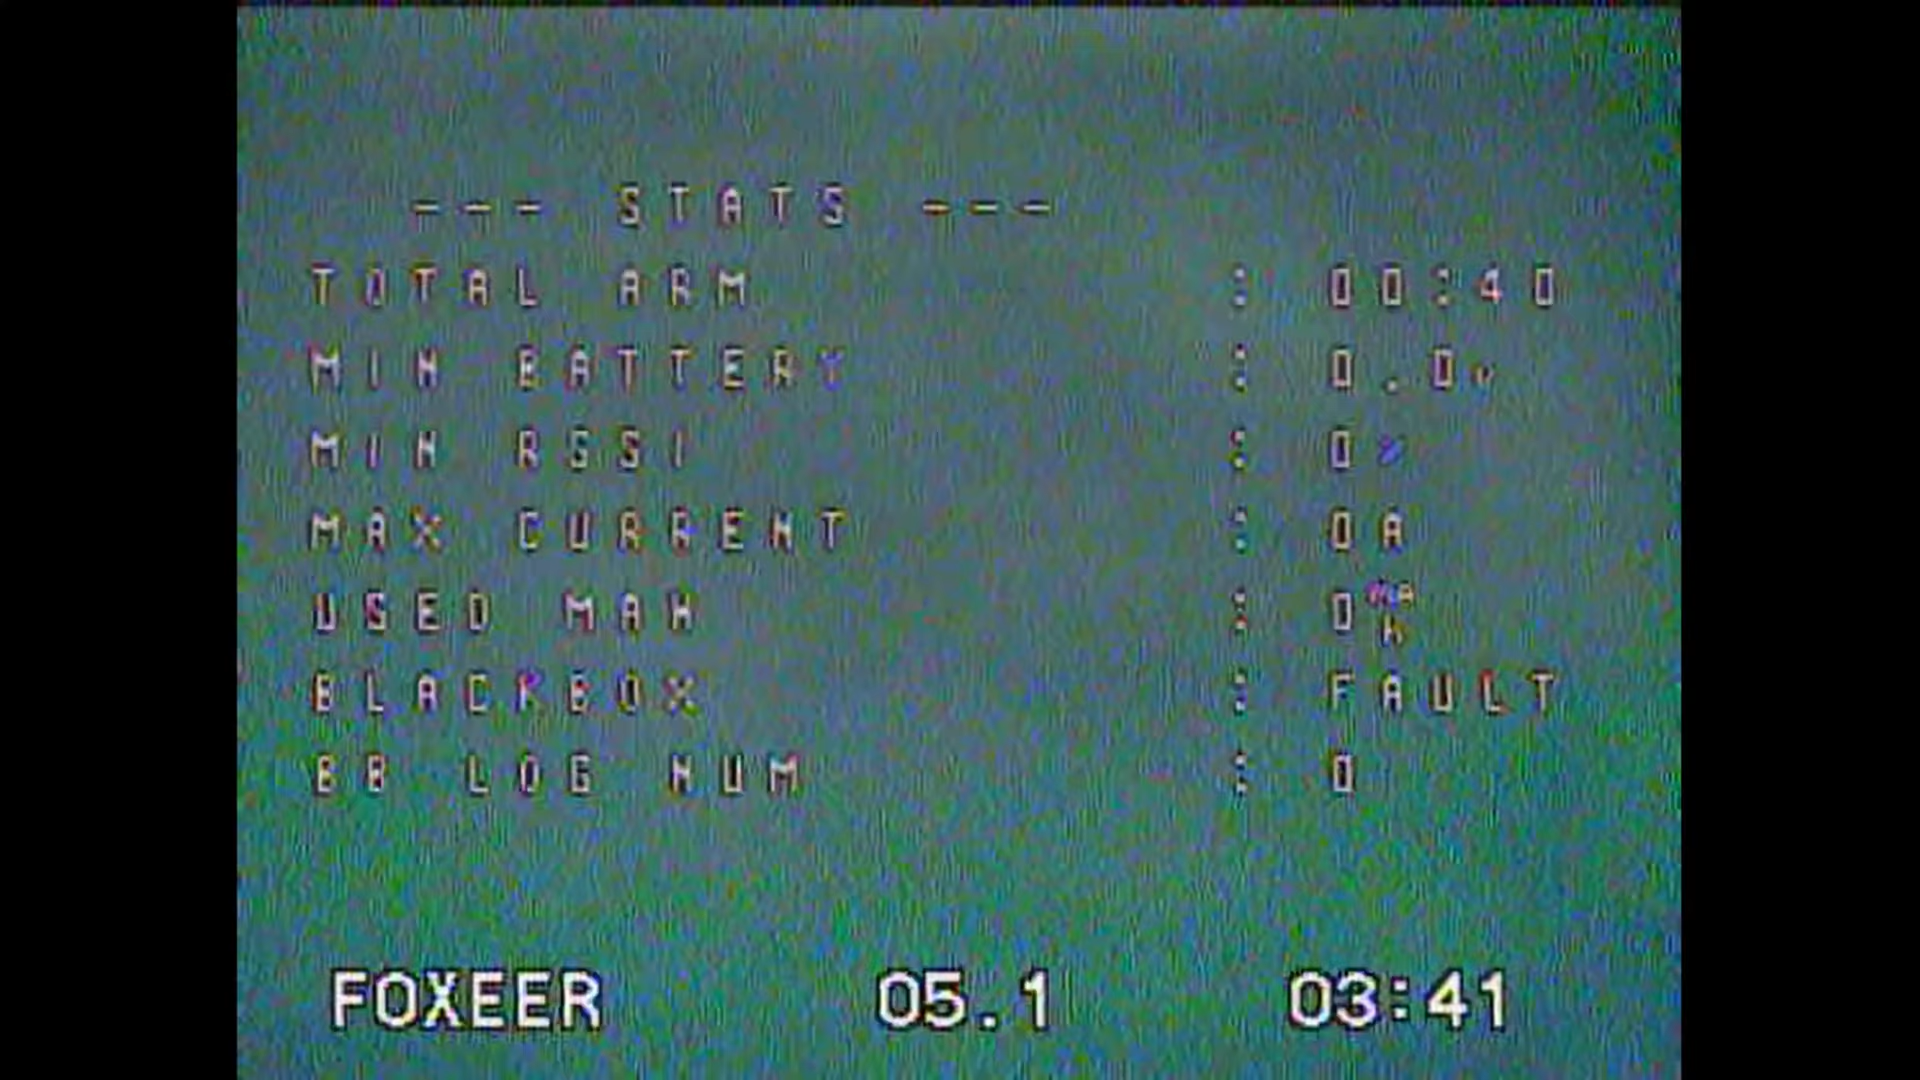 --- STATS ---
TOTAL ARM : 00:40
MIN BATTERY : 0.0V
MIN RSSI : 0%
MAX CURRENT : 0A
USED MAH : 0MAH
BLACKBOX : FAULT
BB LOG NUM : 0
FOXEER 05.1 03:41